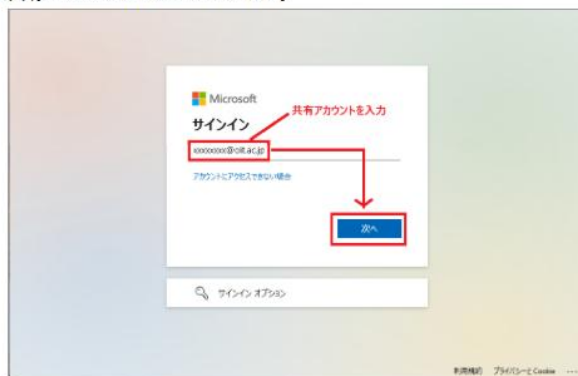 Microsoft
共有アカウントを入力
サインイン
xxxxxxxx@oit.ac.jp
アカウントにアクセスできない場合
次へ
サインイン オプション
利用規約 プライバシーと Cookie ...